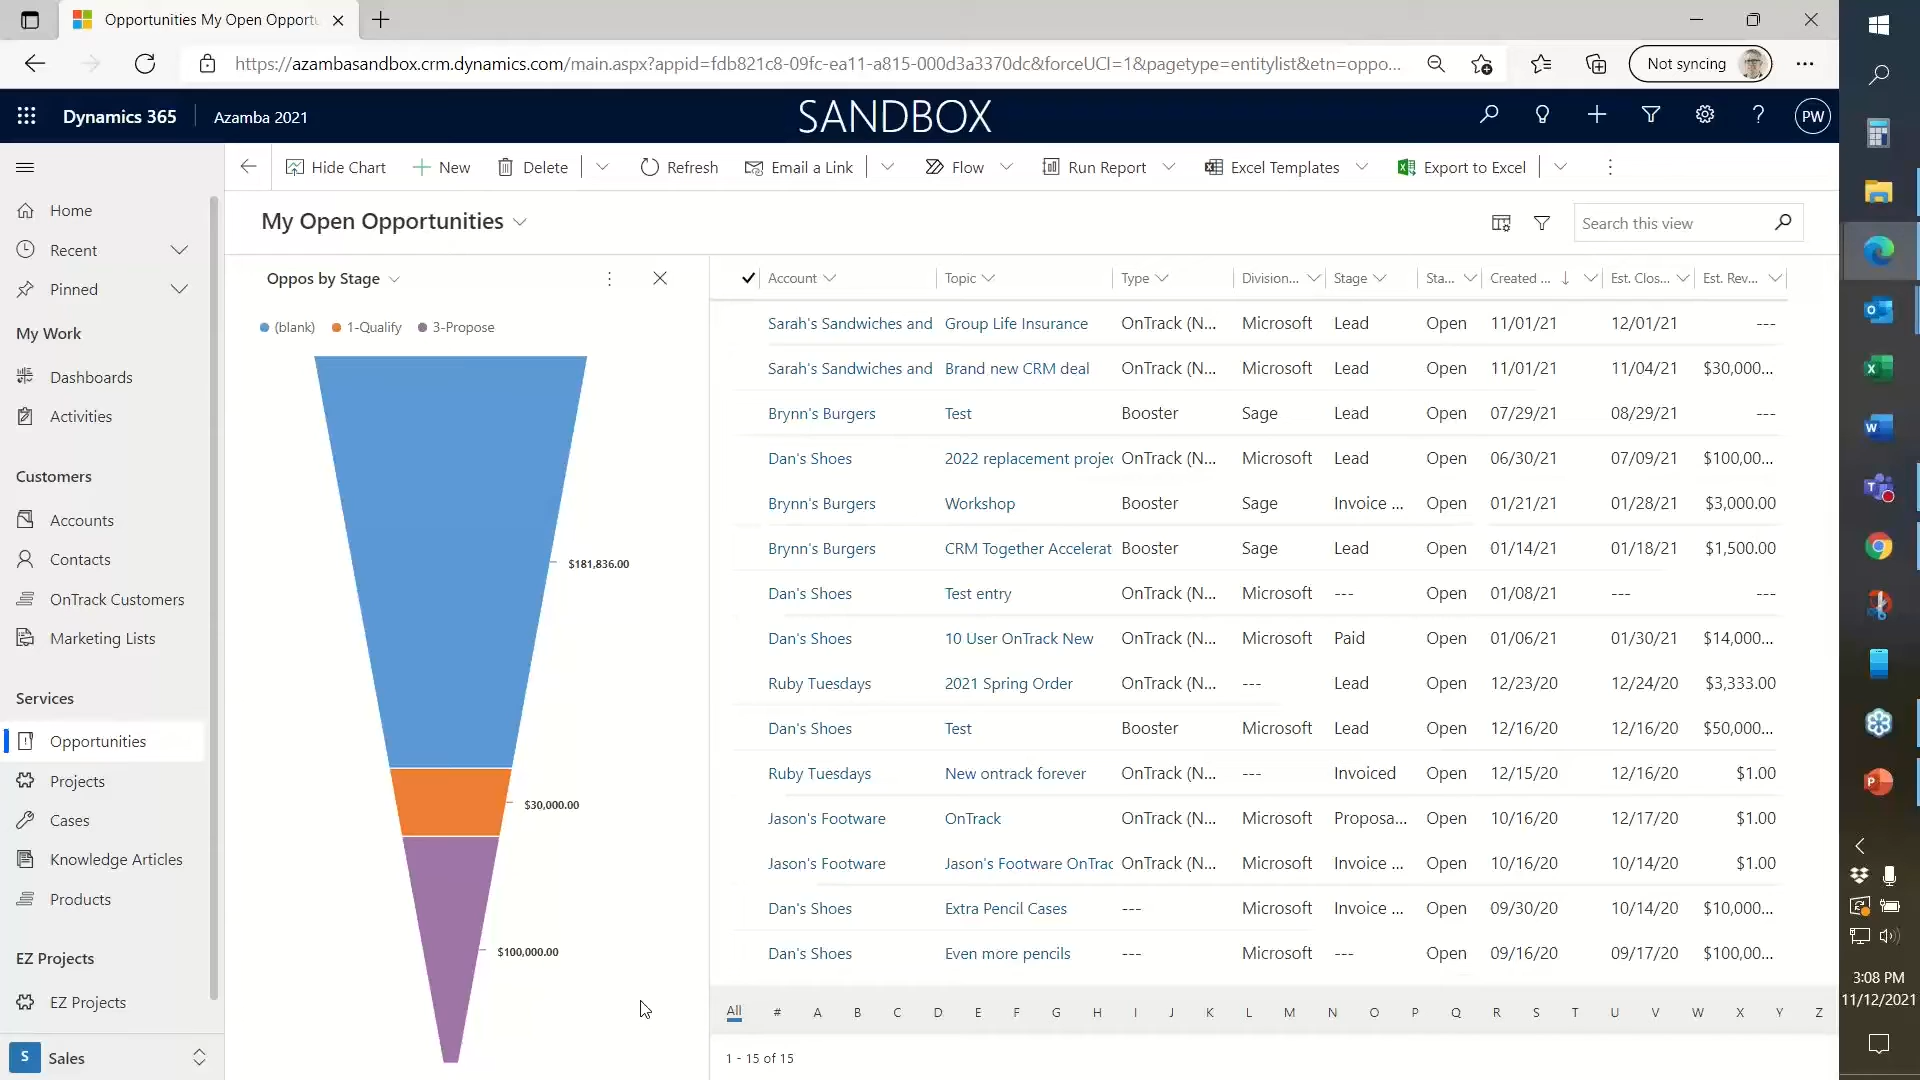 Opportunities My Open Opportu
https://azambasandbox.crm.dynamics.com/main.aspx?appid=fdb821c8-09fc-ea11-a815-000d3a3370dc&forceUCI=1&pagetype=entitylist&etn=oppo...
Not syncing
Dynamics 365
Azamba 2021
SANDBOX
PW
Hide Chart
New
Delete
Refresh
Email a Link
Flow
Run Report
Excel Templates
Export to Excel
Home
Recent
Pinned
My Work
Dashboards
Activities
Customers
Accounts
Contacts
OnTrack Customers
Marketing Lists
Services
Opportunities
Projects
Cases
Knowledge Articles
Products
EZ Projects
EZ Projects
S Sales
My Open Opportunities
Search this view
Oppos by Stage
(blank) 1-Qualify 3-Propose
$181,836.00
$30,000.00
$100,000.00
Account Topic Type Division... Stage Sta... Created ... Est. Clos... Est. Rev...
Sarah's Sandwiches and Group Life Insurance OnTrack (N... Microsoft Lead Open 11/01/21 12/01/21 ---
Sarah's Sandwiches and Brand new CRM deal OnTrack (N... Microsoft Lead Open 11/01/21 11/04/21 $30,000...
Brynn's Burgers Test Booster Sage Lead Open 07/29/21 08/29/21 ---
Dan's Shoes 2022 replacement projec OnTrack (N... Microsoft Lead Open 06/30/21 07/09/21 $100,00...
Brynn's Burgers Workshop Booster Sage Invoice ... Open 01/21/21 01/28/21 $3,000.00
Brynn's Burgers CRM Together Accelerat Booster Sage Lead Open 01/14/21 01/18/21 $1,500.00
Dan's Shoes Test entry OnTrack (N... Microsoft --- Open 01/08/21 --- ---
Dan's Shoes 10 User OnTrack New OnTrack (N... Microsoft Paid Open 01/06/21 01/30/21 $14,000...
Ruby Tuesdays 2021 Spring Order OnTrack (N... --- Lead Open 12/23/20 12/24/20 $3,333.00
Dan's Shoes Test Booster Microsoft Lead Open 12/16/20 12/16/20 $50,000...
Ruby Tuesdays New ontrack forever OnTrack (N... --- Invoiced Open 12/15/20 12/16/20 $1.00
Jason's Footware OnTrack OnTrack (N... Microsoft Proposa... Open 10/16/20 12/17/20 $1.00
Jason's Footware Jason's Footware OnTrac OnTrack (N... Microsoft Invoice ... Open 10/16/20 10/14/20 $1.00
Dan's Shoes Extra Pencil Cases --- Microsoft Invoice ... Open 09/30/20 10/14/20 $10,000...
Dan's Shoes Even more pencils --- Microsoft --- Open 09/16/20 09/17/20 $100,00...
All # A B C D E F G H I J K L M N O P Q R S T U V W X Y Z
1 - 15 of 15
3:08 PM
11/12/2021